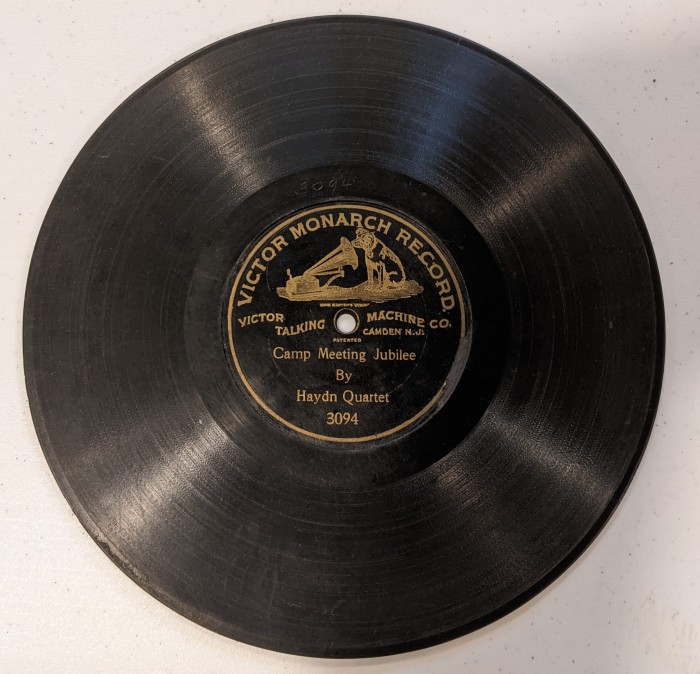 3094
VICTOR MONARCH RECORD.
"HIS MASTER'S VOICE"
VICTOR MACHINE CO.
TALKING CAMDEN N.J.
PATENTED
Camp Meeting Jubilee
By
Haydn Quartet
3094